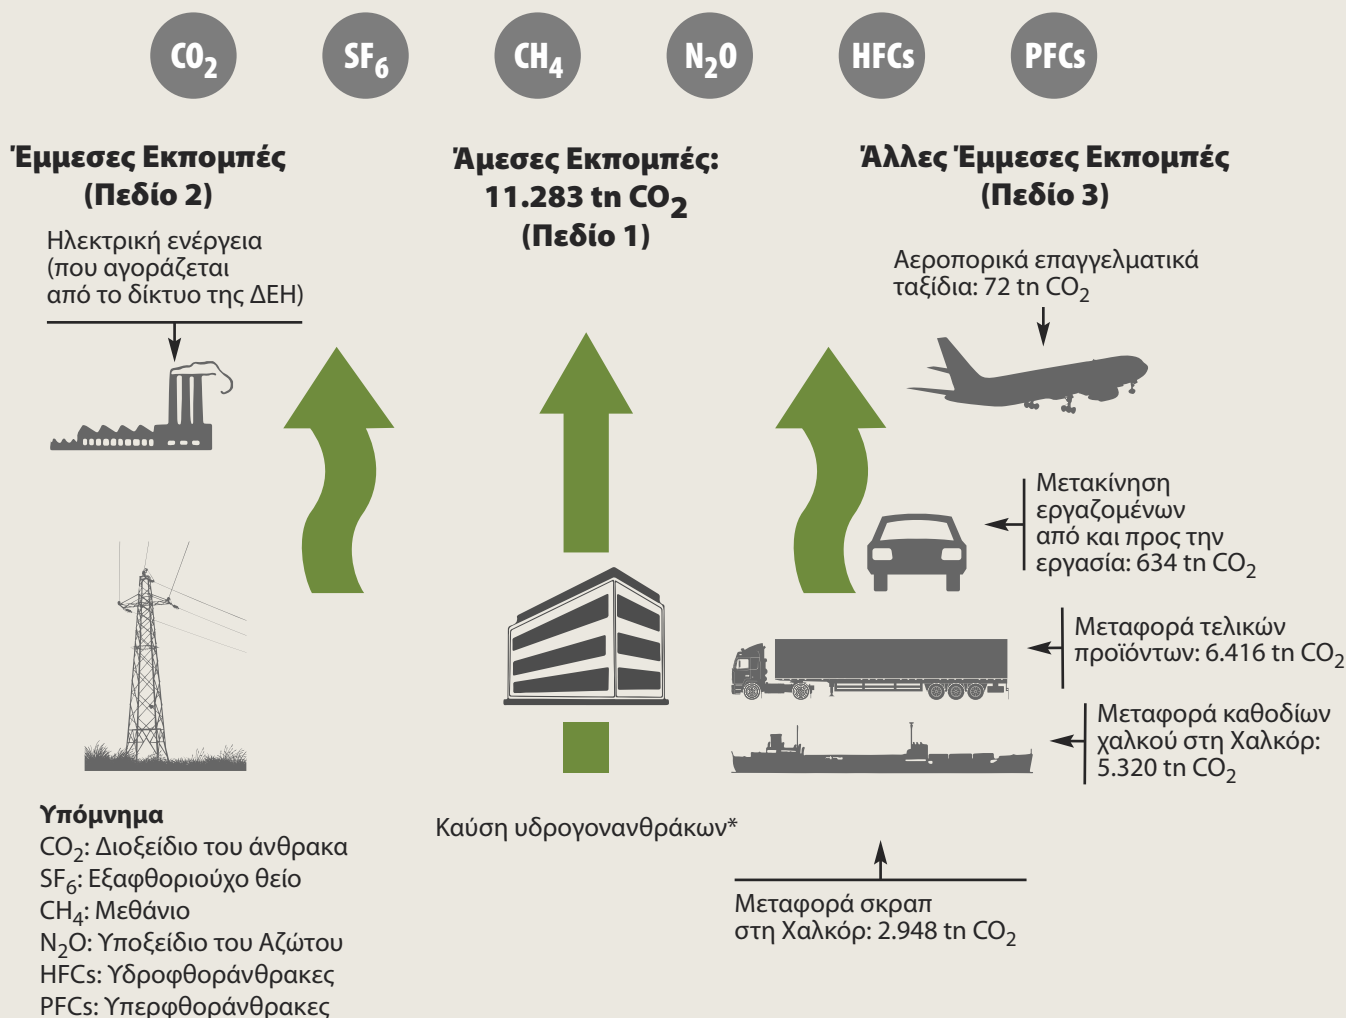 CO2
SF6
CH4
N2O
HFCs
PFCs
Έμμεσες Εκπομπές
(Πεδίο 2)
Ηλεκτρική ενέργεια
(που αγοράζεται
από το δίκτυο της ΔΕΗ)
Άμεσες Εκπομπές:
11.283 tn CO2
(Πεδίο 1)
Καύση υδρογονανθράκων*
Άλλες Έμμεσες Εκπομπές
(Πεδίο 3)
Αεροπορικά επαγγελματικά
ταξίδια: 72 tn CO2
Μετακίνηση
εργαζομένων
από και προς την
εργασία: 634 tn CO2
Μεταφορά τελικών
προϊόντων: 6.416 tn CO2
Μεταφορά καθοδίων
χαλκού στη Χαλκόρ:
5.320 tn CO2
Μεταφορά σκραπ
στη Χαλκόρ: 2.948 tn CO2
Υπόμνημα
CO2: Διοξείδιο του άνθρακα
SF6: Εξαφθοριούχο θείο
CH4: Μεθάνιο
N2O: Υποξείδιο του Αζώτου
HFCs: Υδροφθοράνθρακες
PFCs: Υπερφθοράνθρακες